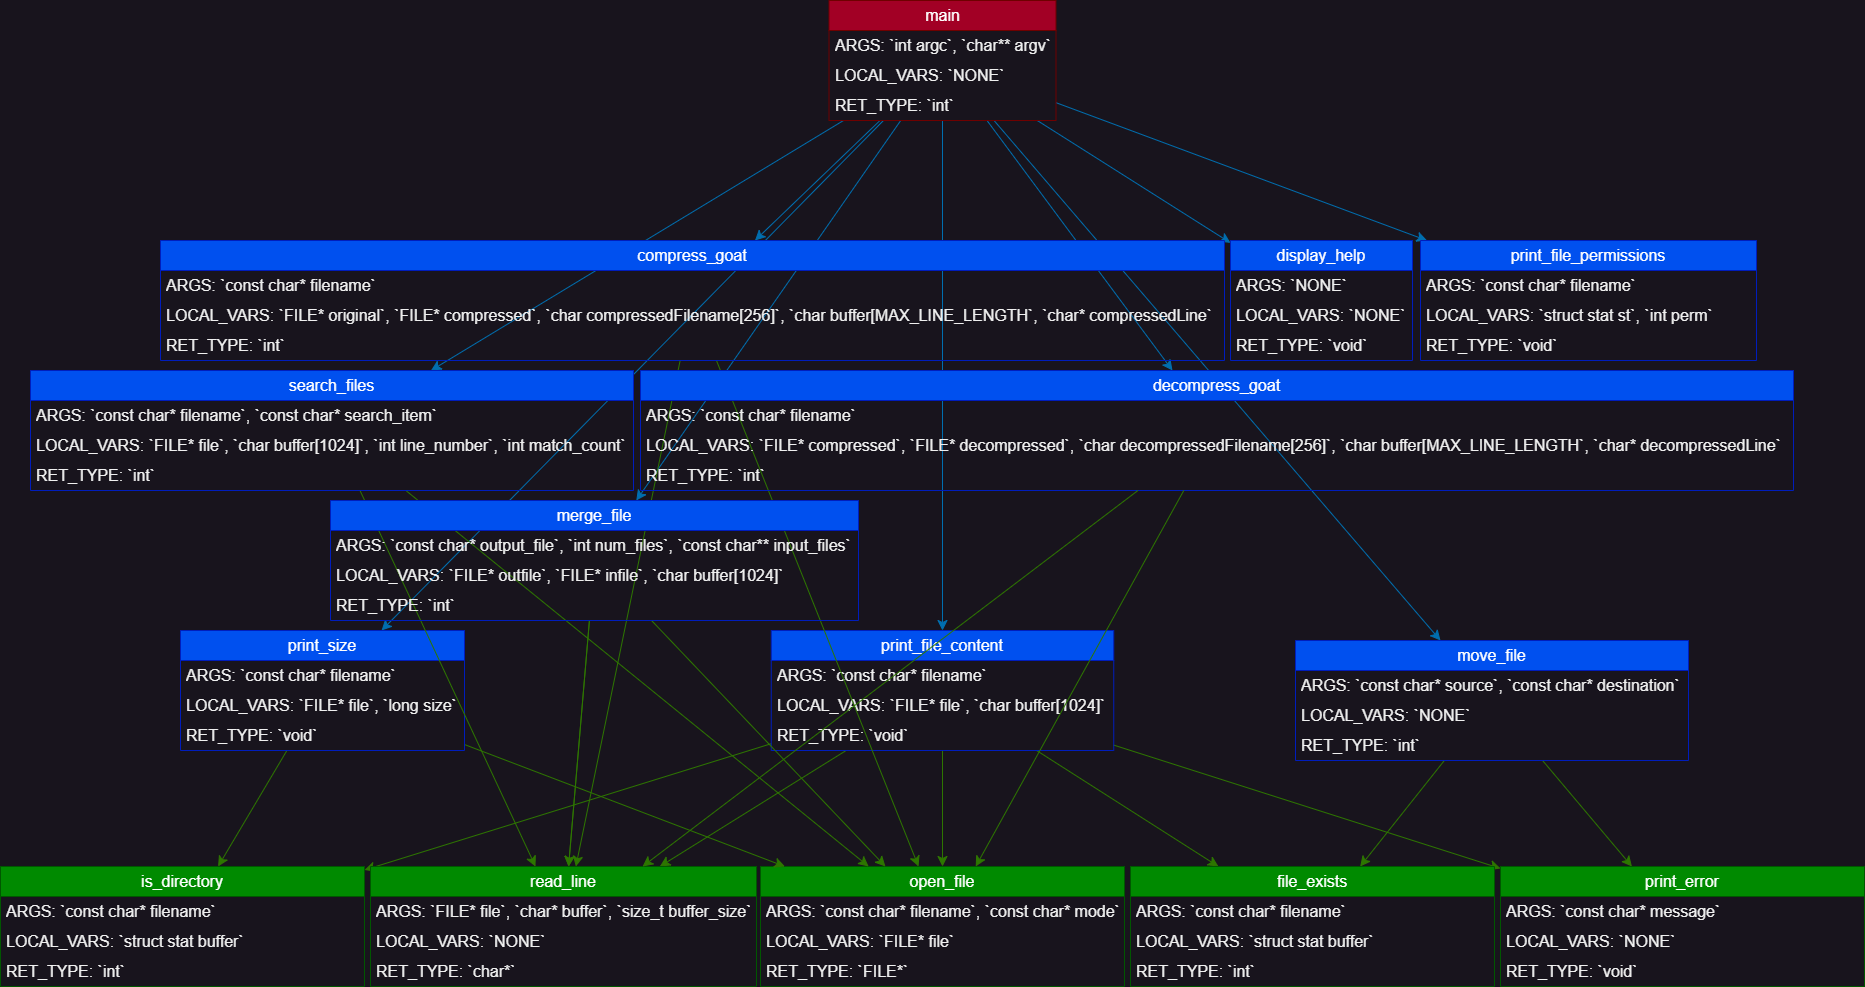 main
ARGS: `int argc`, `char** argv`
LOCAL_VARS: `NONE`
RET_TYPE: `int`
compress_goat
ARGS: `const char* filename`
LOCAL_VARS: `FILE* original`, `FILE* compressed`, `char compressedFilename[256]`, `char buffer[MAX_LINE_LENGTH`, `char* compressedLine`
RET_TYPE: `int`
display_help
ARGS: `NONE`
LOCAL_VARS: `NONE`
RET_TYPE: `void`
print_file_permissions
ARGS: `const char* filename`
LOCAL_VARS: `struct stat st`, `int perm`
RET_TYPE: `void`
search_files
ARGS: `const char* filename`, `const char* search_item`
LOCAL_VARS: `FILE* file`, `char buffer[1024]`, `int line_number`, `int match_count`
RET_TYPE: `int`
decompress_goat
ARGS: `const char* filename`
LOCAL_VARS: `FILE* compressed`, `FILE* decompressed`, `char decompressedFilename[256]`, `char buffer[MAX_LINE_LENGTH`, `char* decompressedLine`
RET_TYPE: `int`
merge_file
ARGS: `const char* output_file`, `int num_files`, `const char** input_files`
LOCAL_VARS: `FILE* outfile`, `FILE* infile`, `char buffer[1024]`
RET_TYPE: `int`
print_size
ARGS: `const char* filename`
LOCAL_VARS: `FILE* file`, `long size`
RET_TYPE: `void`
print_file_content
ARGS: `const char* filename`
LOCAL_VARS: `FILE* file`, `char buffer[1024]`
RET_TYPE: `void`
move_file
ARGS: `const char* source`, `const char* destination`
LOCAL_VARS: `NONE`
RET_TYPE: `int`
is_directory
ARGS: `const char* filename`
LOCAL_VARS: `struct stat buffer`
RET_TYPE: `int`
read_line
ARGS: `FILE* file`, `char* buffer`, `size_t buffer_size`
LOCAL_VARS: `NONE`
RET_TYPE: `char*`
open_file
ARGS: `const char* filename`, `const char* mode`
LOCAL_VARS: `FILE* file`
RET_TYPE: `FILE*`
file_exists
ARGS: `const char* filename`
LOCAL_VARS: `struct stat buffer`
RET_TYPE: `int`
print_error
ARGS: `const char* message`
LOCAL_VARS: `NONE`
RET_TYPE: `void`